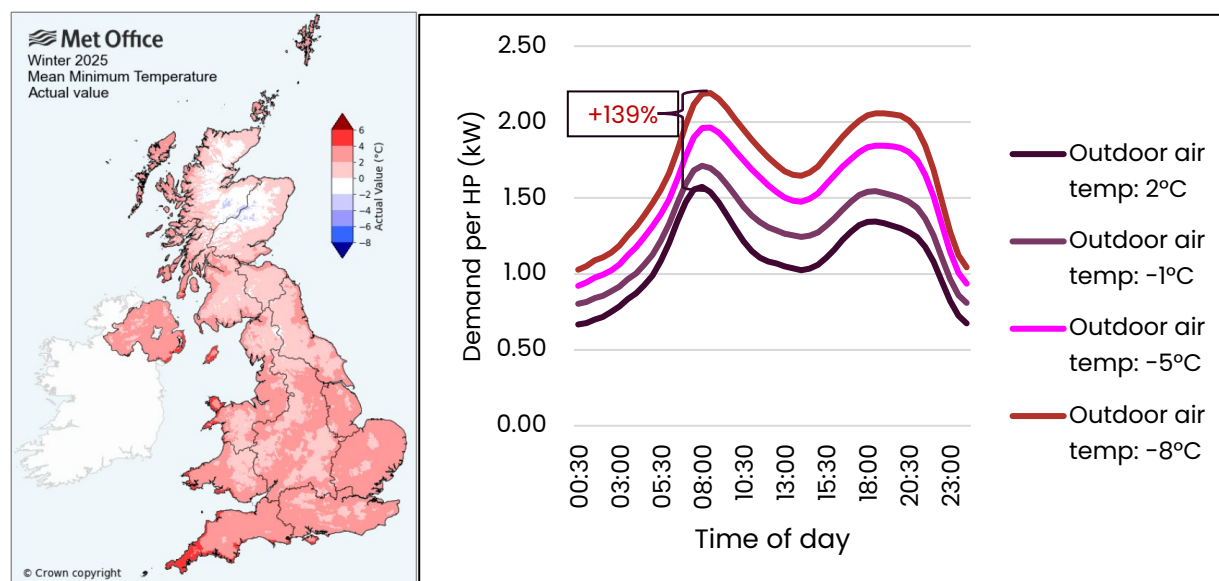 Met Office
Winter 2025
Mean Minimum Temperature
Actual value
6
4
2
0
−2
−4
−6
−8
Actual Value (°C)
© Crown copyright
2.50
2.00
1.50
1.00
0.50
0.00
Demand per HP (kW)
+139%
00:30
03:00
05:30
08:00
10:30
13:00
15:30
18:00
20:30
23:00
Time of day
Outdoor air
temp: 2°C
Outdoor air
temp: -1°C
Outdoor air
temp: -5°C
Outdoor air
temp: -8°C